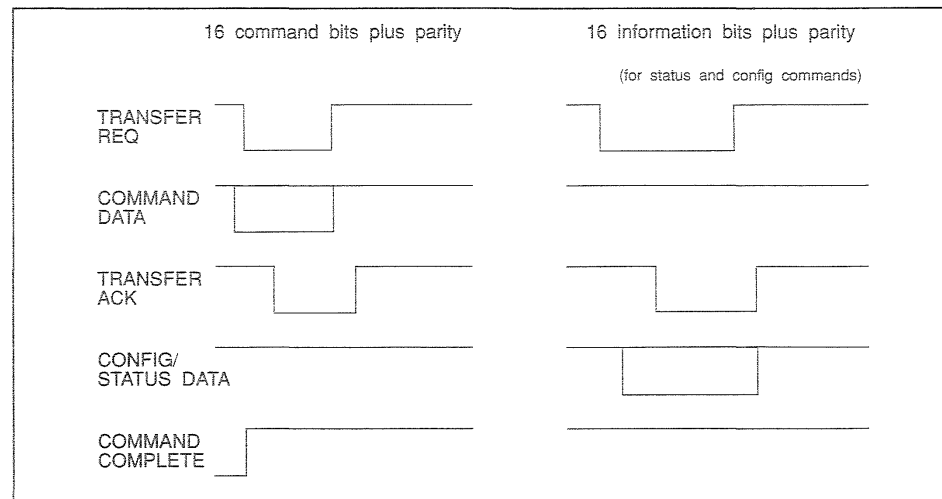 16 command bits plus parity
16 information bits plus parity
(for status and config commands)
TRANSFER
REQ
COMMAND
DATA
TRANSFER
ACK
CONFIG/
STATUS DATA
COMMAND
COMPLETE